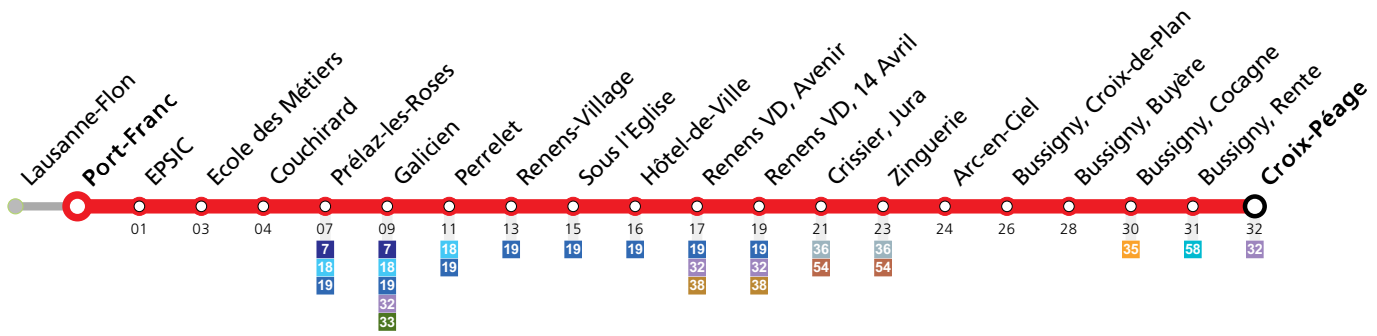 Lausanne-Flon
Port-Franc
EPSIC
Ecole des Métiers
Couchirard
Prélaz-les-Roses
Galicien
Perrelet
Renens-Village
Sous l'Eglise
Hôtel-de-Ville
Renens VD, Avenir
Renens VD, 14 Avril
Crissier, Jura
Zinguerie
Arc-en-Ciel
Bussigny, Croix-de-Plan
Bussigny, Buyère
Bussigny, Cocagne
Bussigny, Rente
Croix-Péage
01 03 04 07 09 11 13 15 16 17 19 21 23 24 26 28 30 31 32
7 7 18 19 19 19 19 19 36 36 35 58 32
18 18 19 32 32 54 54
19 19 38 38
32
33